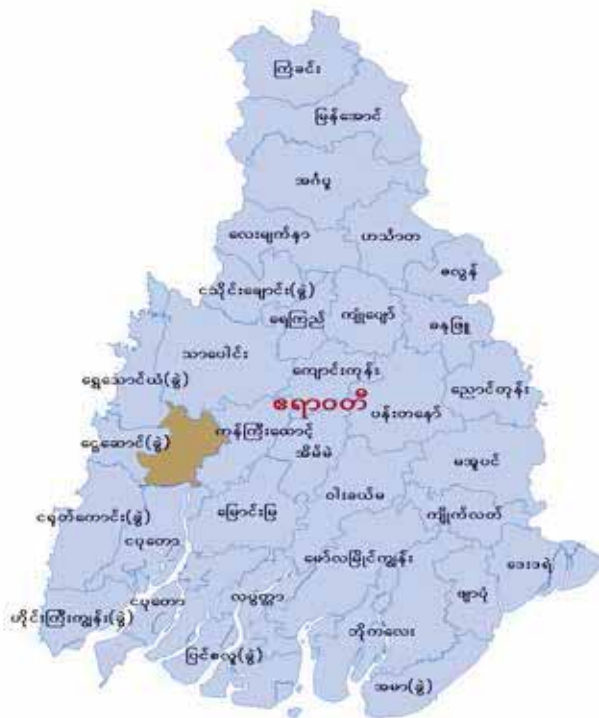 ကြံခင်း
မြန်အောင်
အင်္ဂပူ
လေးမျက်နှာ
ဟင်္သာတ
ဇလွန်
ငသိုင်းချောင်း(ခွဲ)
ရေကြည်
ကျုံပျော်
ဓနုဖြူ
သာပေါင်း
ကျောင်းကုန်း
ရွှေသောင်ယံ(ခွဲ)
ဧရာဝတီ
ညောင်တုန်း
ပန်းတနော်
ကန်ကြီးထောင့်
ငွေဆောင်(ခွဲ)
အိမ်မဲ
မအူပင်
ဝါးခယ်မ
ငရုတ်ကောင်း(ခွဲ)
မြောင်းမြ
ကျိုက်လတ်
ငပုတော
မော်လမြိုင်ကျွန်း
ဒေးဒရဲ
ဖျာပုံ
ငပုတော
လပွတ္တာ
ဟိုင်းကြီးကျွန်း(ခွဲ)
ဘိုကလေး
ပြင်စလူ(ခွဲ)
အမာ(ခွဲ)